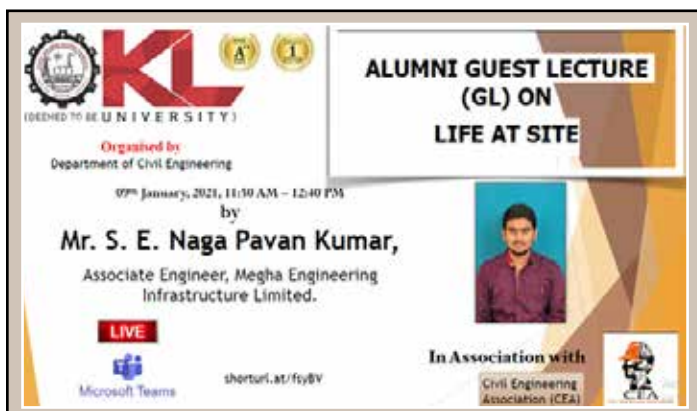 KL
(DEEMED TO BE UNIVERSITY)
Organised by
Department of Civil Engineering
09th January, 2021, 11:30 AM – 12:40 PM
by
Mr. S. E. Naga Pavan Kumar,
Associate Engineer, Megha Engineering
Infrastructure Limited.
LIVE
Microsoft Teams
shorturl.at/fsyBV
ALUMNI GUEST LECTURE
(GL) ON
LIFE AT SITE
In Association with
Civil Engineering
Association (CEA)
CEA